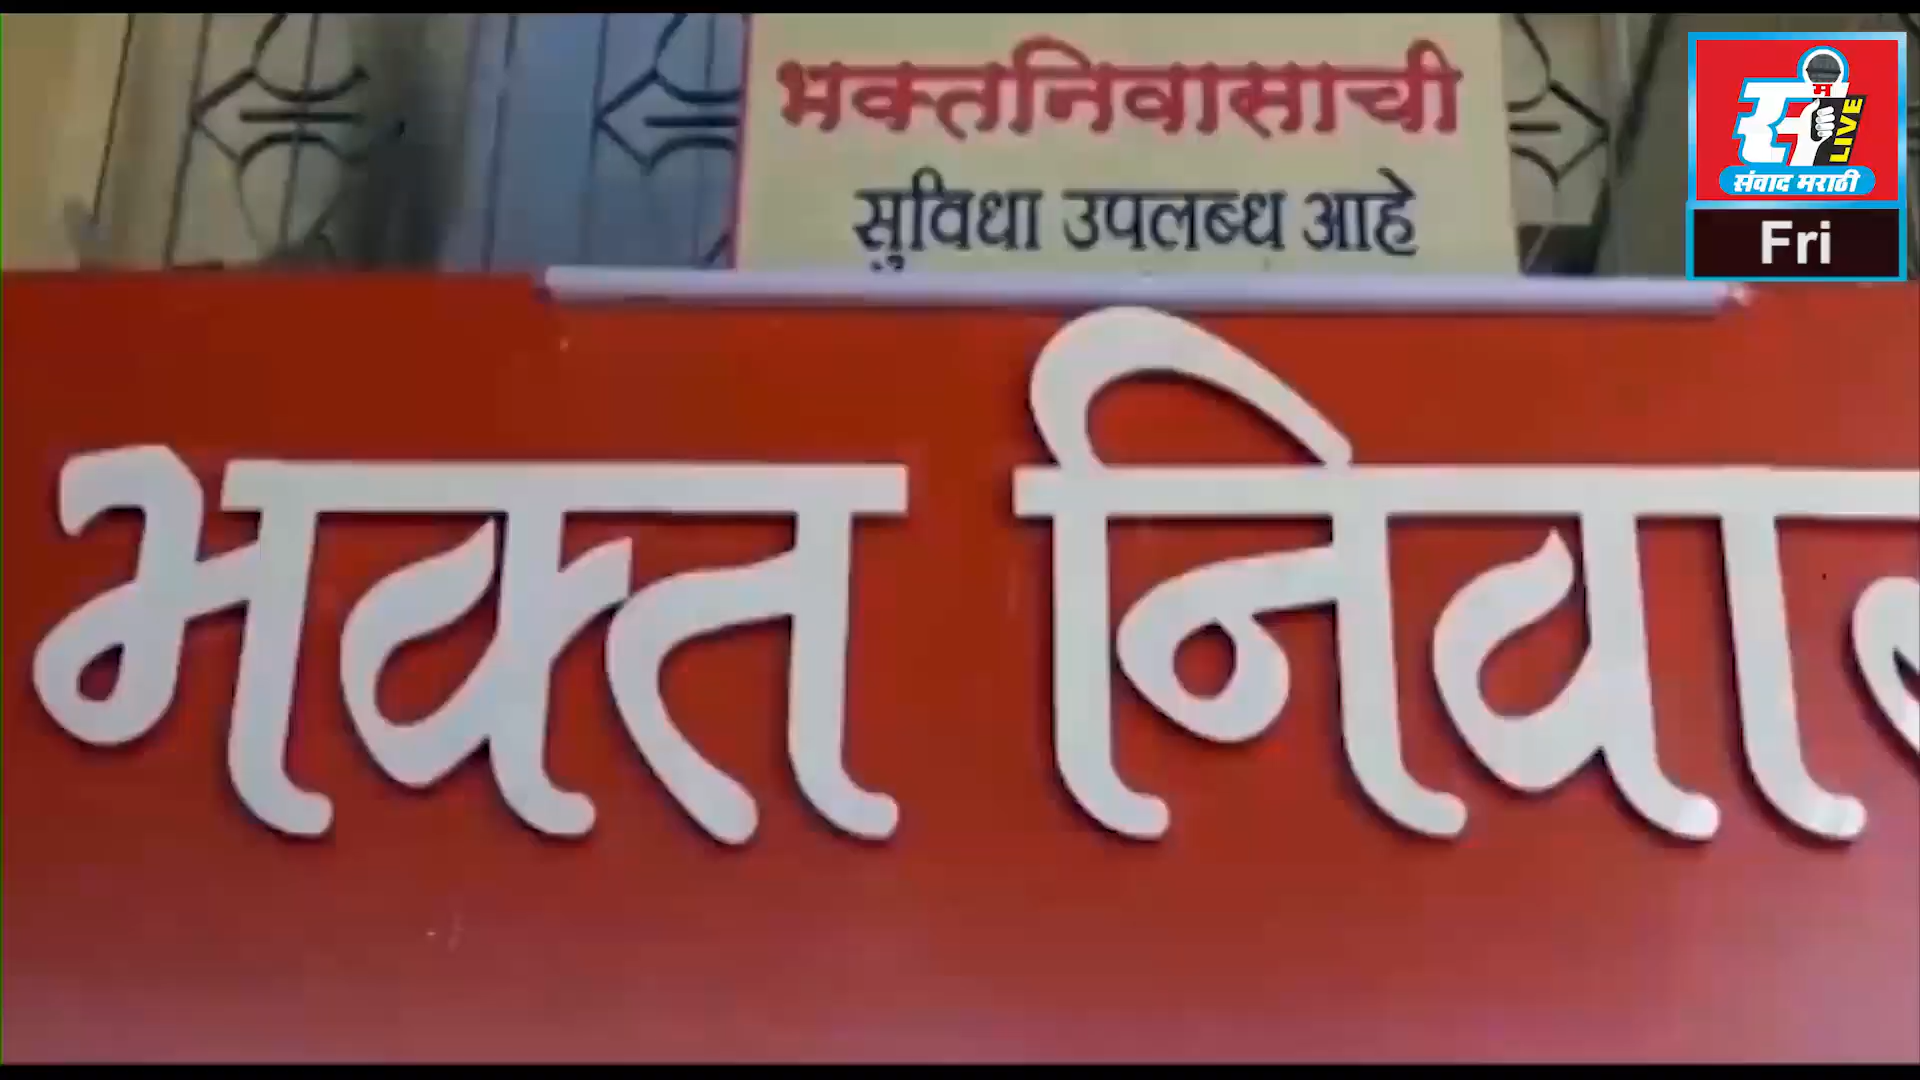 भक्तनिवासाची
सुविधा उपलब्ध आहे
भक्त
स
म
LIVE
संवाद मराठी
Fri